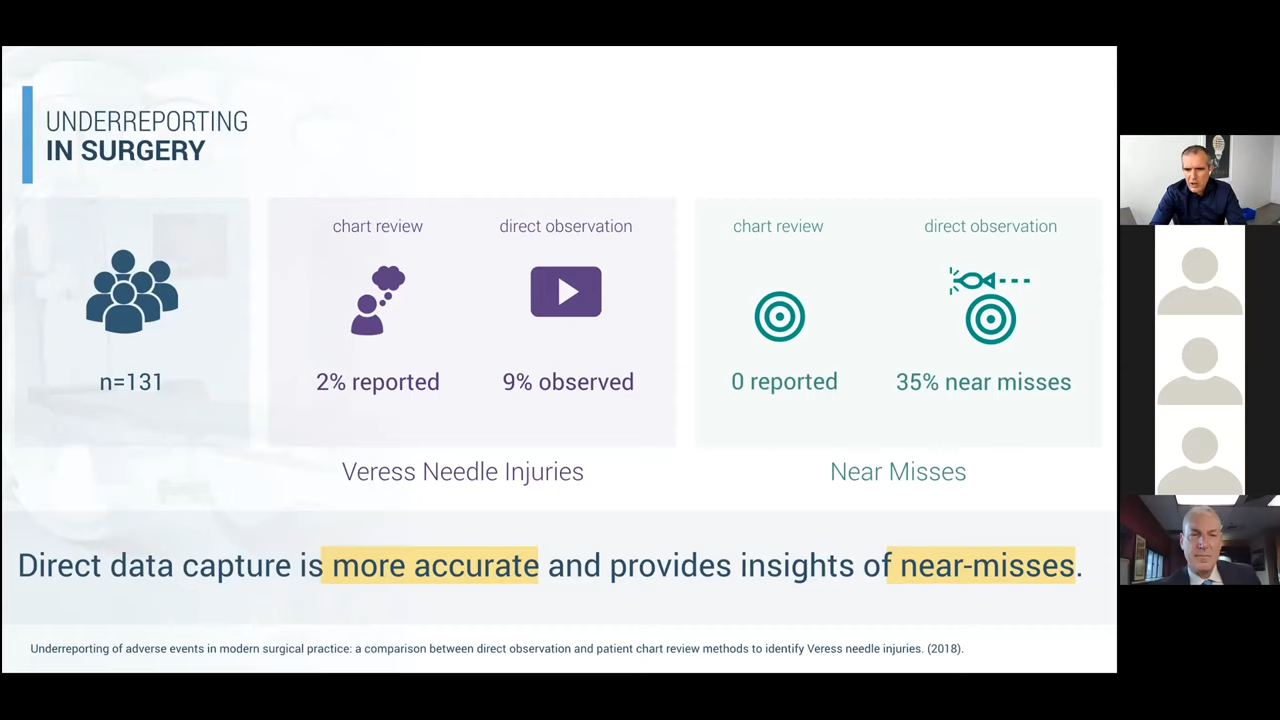 UNDERREPORTING
IN SURGERY
n=131
chart review
direct observation
2% reported
9% observed
Veress Needle Injuries
chart review
direct observation
0 reported
35% near misses
Near Misses
Direct data capture is more accurate and provides insights of near-misses.
Underreporting of adverse events in modern surgical practice: a comparison between direct observation and patient chart review methods to identify Veress needle injuries. (2018).